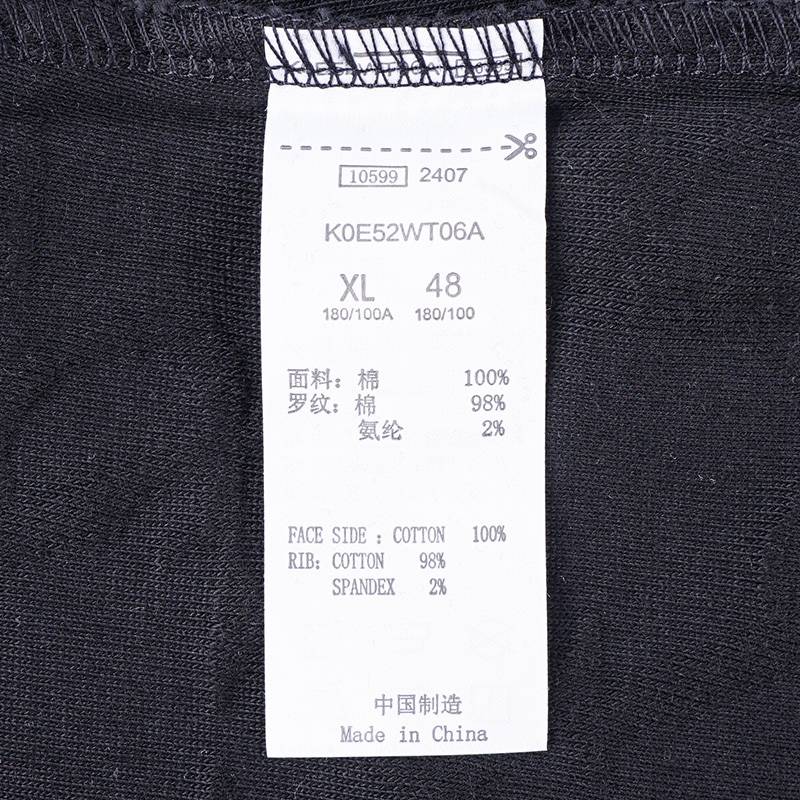 10599 2407
K0E52WT06A
XL 48
180/100A 180/100
面料：棉 100%
罗纹：棉 98%
氨纶 2%
FACE SIDE : COTTON 100%
RIB: COTTON 98%
SPANDEX 2%
中国制造
Made in China